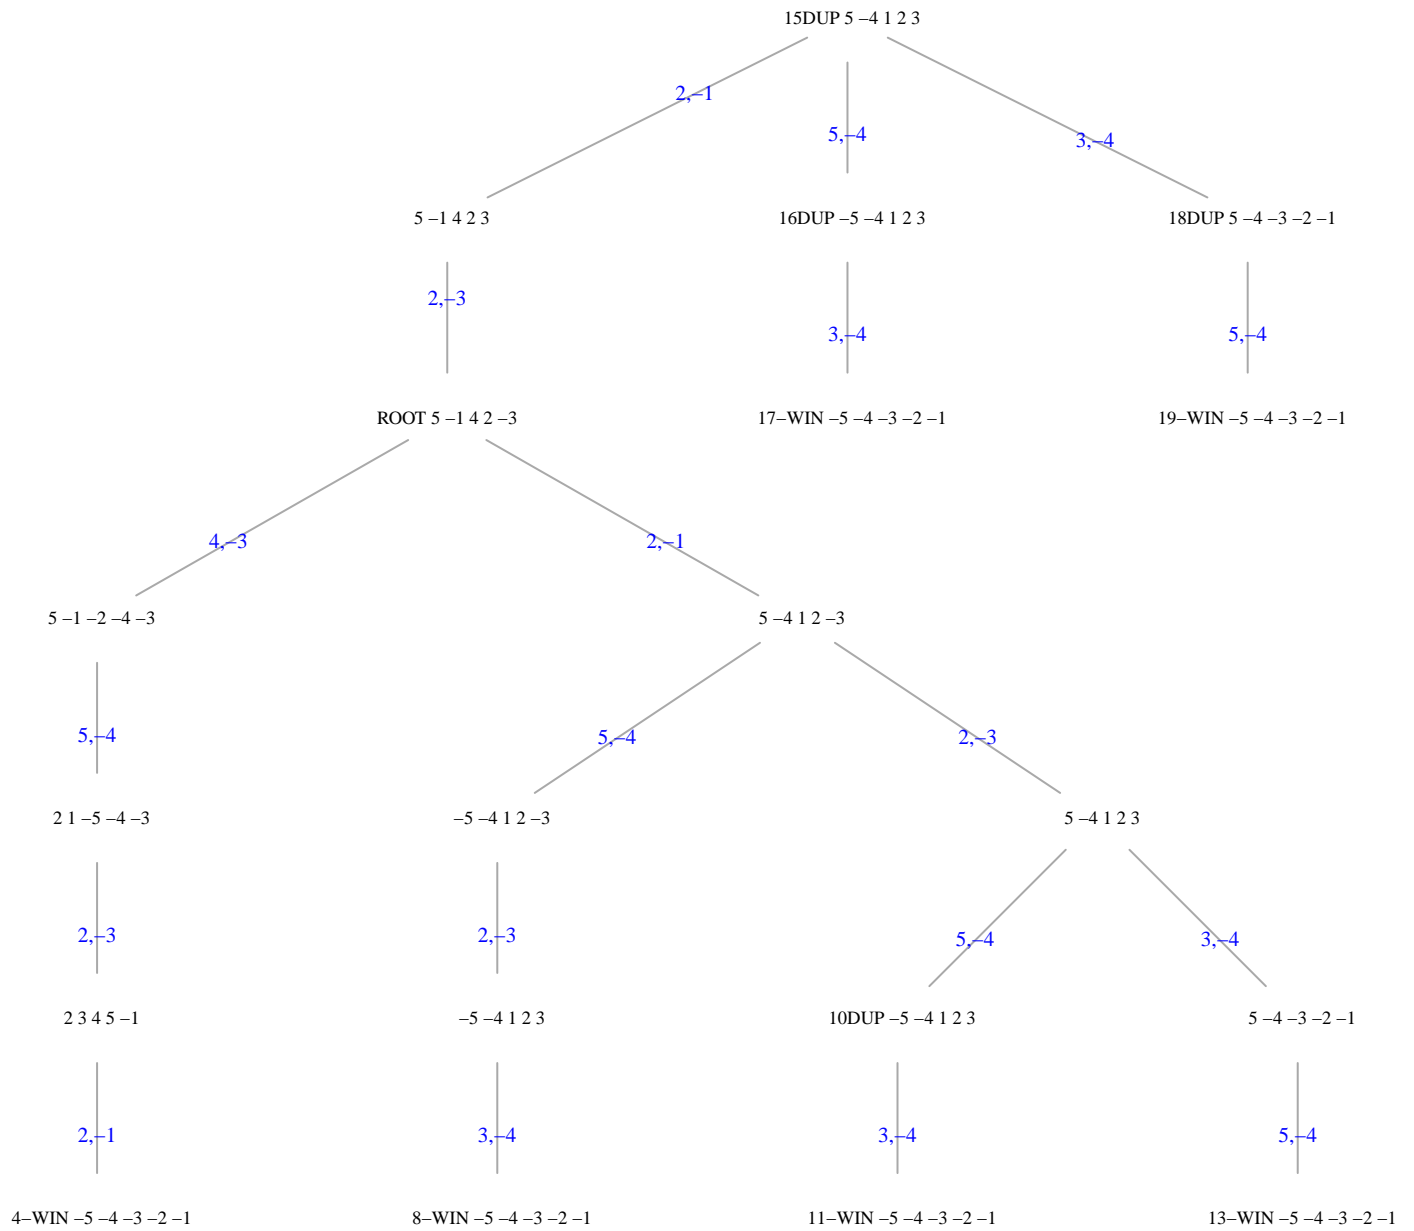 15DUP 5 –4 1 2 3
2,–1
5,–4
3,–4
5 –1 4 2 3
16DUP –5 –4 1 2 3
18DUP 5 –4 –3 –2 –1
2,–3
3,–4
5,–4
ROOT 5 –1 4 2 –3
17–WIN –5 –4 –3 –2 –1
19–WIN –5 –4 –3 –2 –1
4,–3
2,–1
5 –1 –2 –4 –3
5 –4 1 2 –3
5,–4
5,–4
2,–3
2 1 –5 –4 –3
–5 –4 1 2 –3
5 –4 1 2 3
2,–3
2,–3
5,–4
3,–4
2 3 4 5 –1
–5 –4 1 2 3
10DUP –5 –4 1 2 3
5 –4 –3 –2 –1
2,–1
3,–4
3,–4
5,–4
4–WIN –5 –4 –3 –2 –1
8–WIN –5 –4 –3 –2 –1
11–WIN –5 –4 –3 –2 –1
13–WIN –5 –4 –3 –2 –1